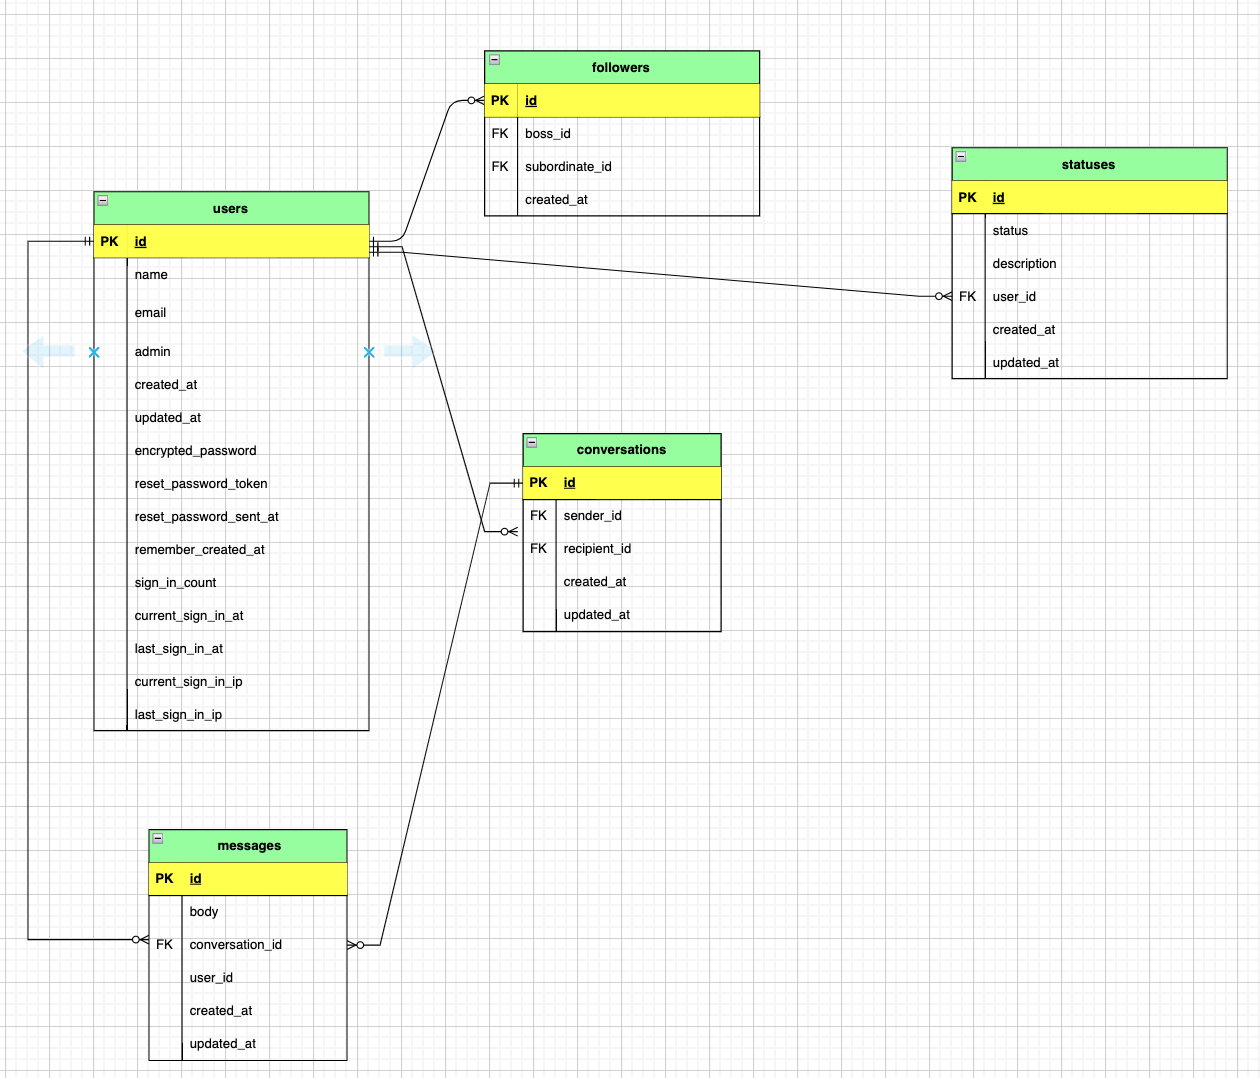 followers
PK id
FK boss_id
FK subordinate_id
created_at
statuses
PK id
status
description
FK user_id
created_at
updated_at
users
PK id
name
email
admin
created_at
updated_at
encrypted_password
reset_password_token
reset_password_sent_at
remember_created_at
sign_in_count
current_sign_in_at
last_sign_in_at
current_sign_in_ip
last_sign_in_ip
conversations
PK id
FK sender_id
FK recipient_id
created_at
updated_at
messages
PK id
body
FK conversation_id
user_id
created_at
updated_at